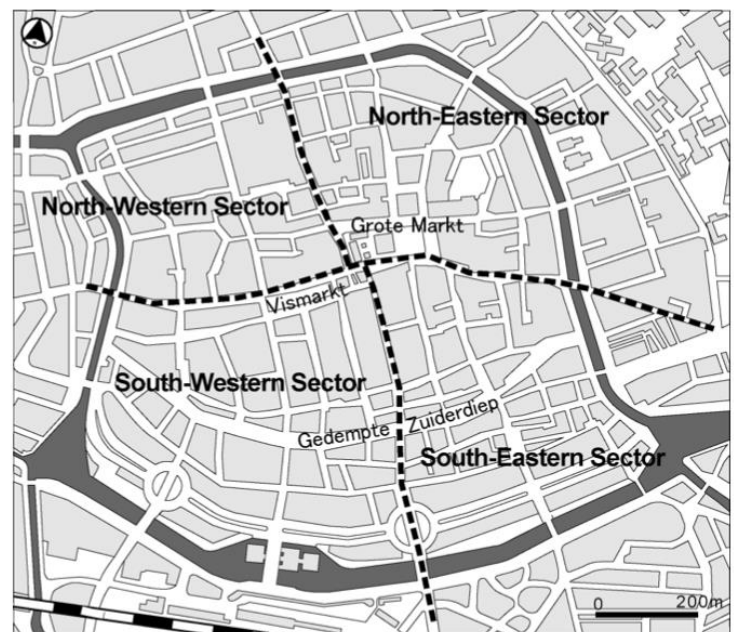 North-Eastern Sector
North-Western Sector
Grote Markt
Vismarkt
South-Western Sector
Gedempte Zuiderdiep
South-Eastern Sector
0 200m